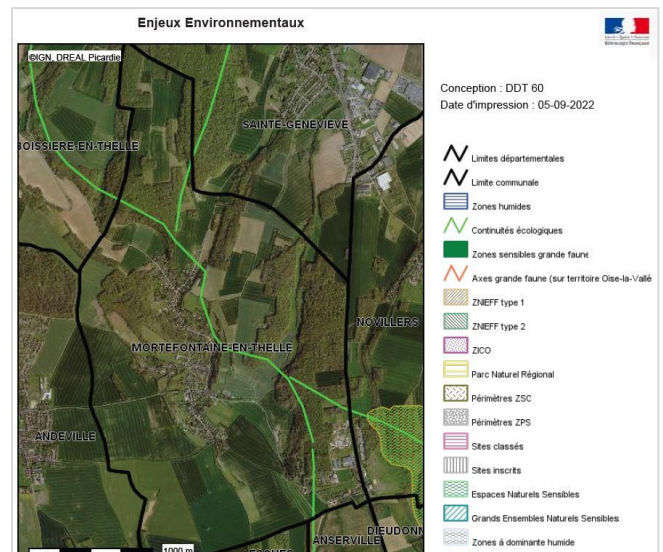 Enjeux Environnementaux
©IGN, DREAL Picardie
SAINTE-GENEVIEVE
BOISSIERE-EN-THELLE
NOVILLERS
MORTEFONTAINE-EN-THELLE
ANDEVILLE
DIEUDONN
ANSERVILLE
1000 m
Conception : DDT 60
Date d'impression : 05-09-2022
Limites départementales
Limite communale
Zones humides
Continuités écologiques
Zones sensibles grande faune
Axes grande faune (sur territoire Oise-la-Vallé
ZNIEFF type 1
ZNIEFF type 2
ZICO
Parc Naturel Régional
Périmètres ZSC
Périmètres ZPS
Sites classés
Sites inscrits
Espaces Naturels Sensibles
Grands Ensembles Naturels Sensibles
Zones à dominante humide